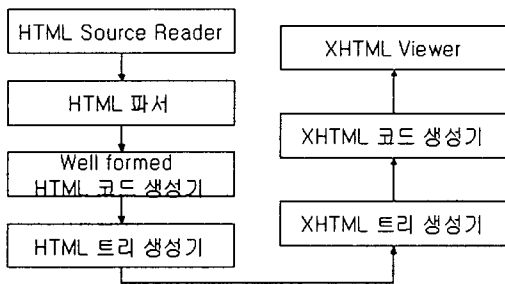 HTML Source Reader
HTML 파서
Well formed
HTML 코드 생성기
HTML 트리 생성기
XHTML Viewer
XHTML 코드 생성기
XHTML 트리 생성기